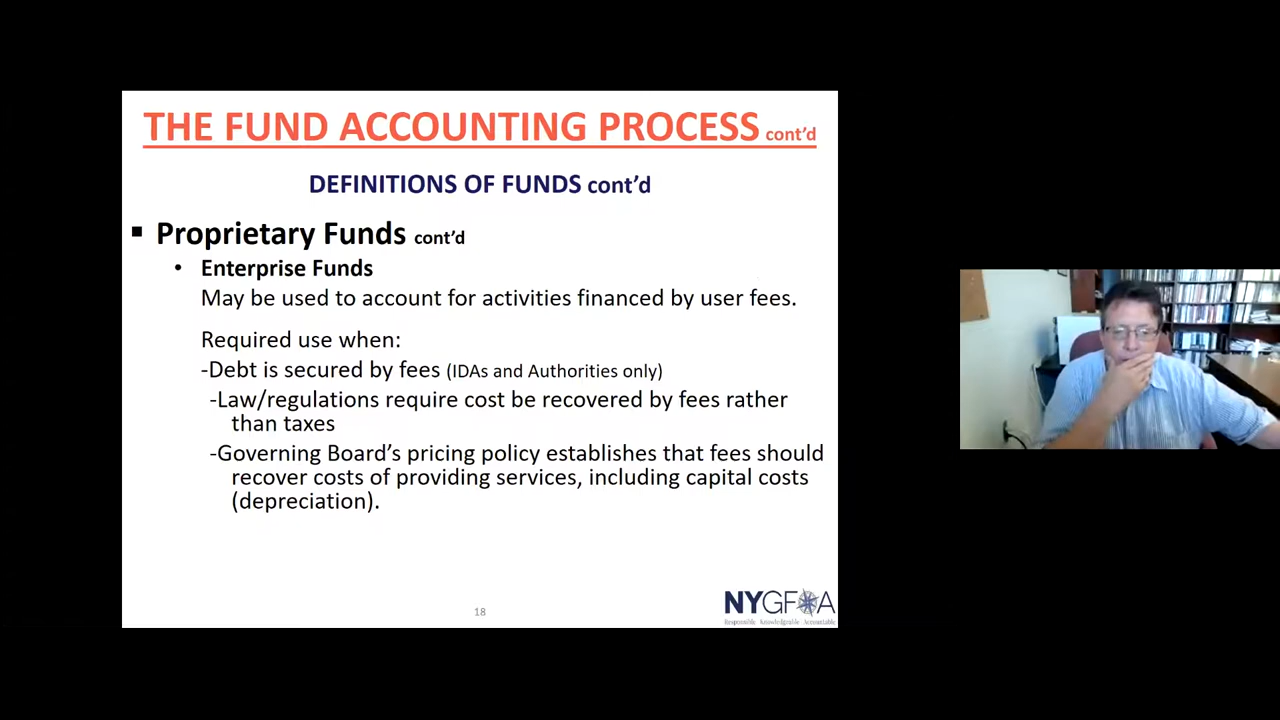 THE FUND ACCOUNTING PROCESS cont’d
DEFINITIONS OF FUNDS cont’d
▪ Proprietary Funds cont’d
• Enterprise Funds
May be used to account for activities financed by user fees.
Required use when:
-Debt is secured by fees (IDAs and Authorities only)
-Law/regulations require cost be recovered by fees rather
than taxes
-Governing Board’s pricing policy establishes that fees should
recover costs of providing services, including capital costs
(depreciation).
18
NYGFOA
Responsible Knowledgeable Accountable